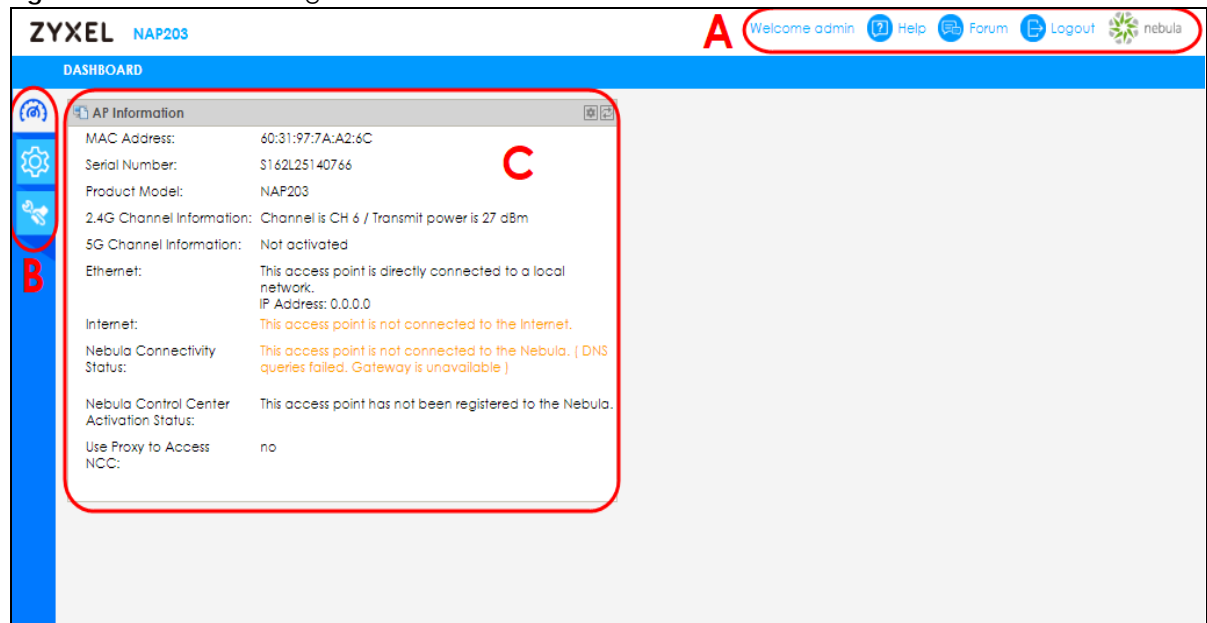 ZYXEL NAP203
A
Welcome admin Help Forum Logout nebula
DASHBOARD
AP Information
MAC Address: 60:31:97:7A:A2:6C
C
Serial Number: S162L25140766
Product Model: NAP203
2.4G Channel Information: Channel is CH 6 / Transmit power is 27 dBm
5G Channel Information: Not activated
B
Ethernet: This access point is directly connected to a local
network.
IP Address: 0.0.0.0
Internet: This access point is not connected to the Internet.
Nebula Connectivity This access point is not connected to the Nebula. ( DNS
Status: queries failed. Gateway is unavailable )
Nebula Control Center This access point has not been registered to the Nebula.
Activation Status:
Use Proxy to Access no
NCC: